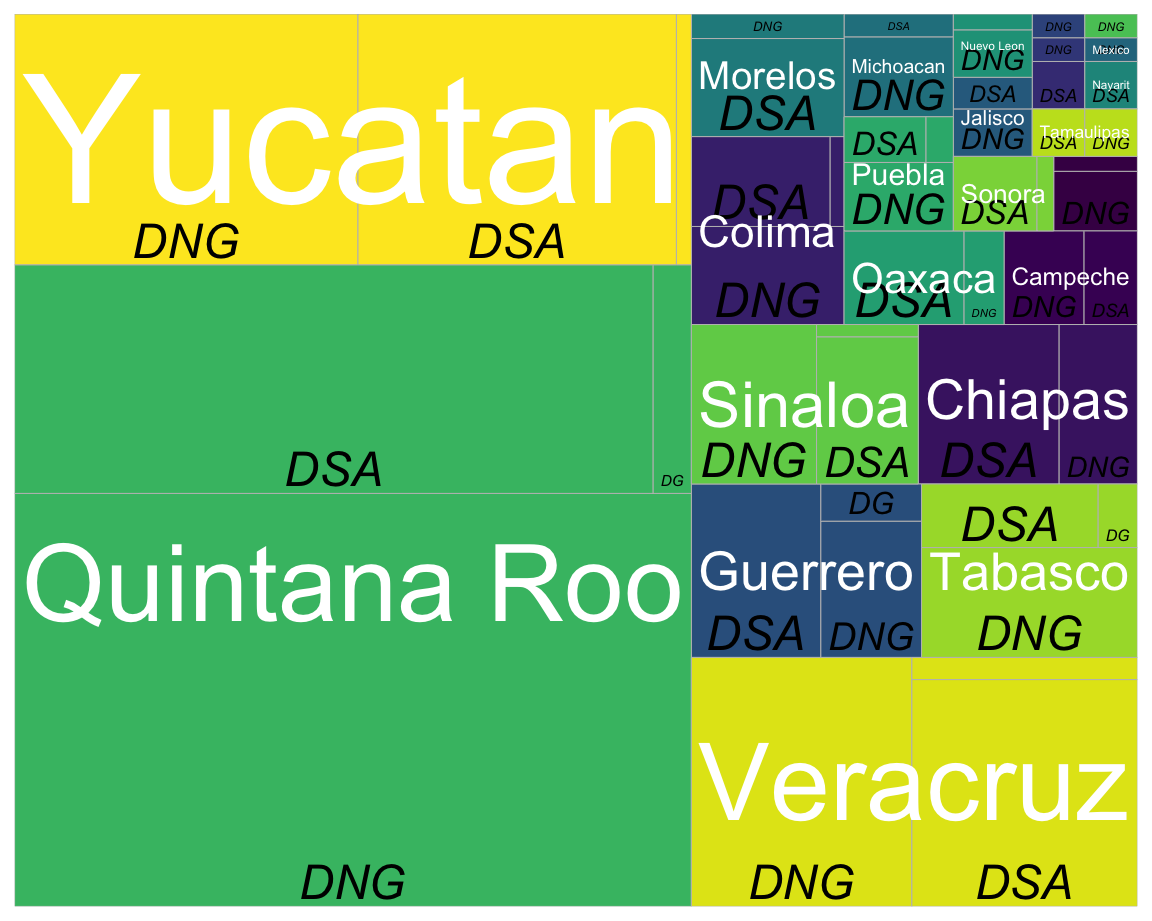 Yucatan
DNG
DSA
DSA
DG
Quintana Roo
DNG
DNG
Morelos
DSA
DSA
Colima
DNG
DSA
Michoacan
DNG
DSA
Puebla
DNG
Oaxaca
DSA
DNG
Nuevo Leon
DNG
DSA
Jalisco
DNG
Sonora
DSA
DNG
Campeche
DNG
DSA
DNG
DNG
DSA
DNG
Mexico
Nayarit
DSA
Tamaulipas
DSA
DNG
Sinaloa
DNG
DSA
Chiapas
DSA
DNG
Guerrero
DSA
DG
DNG
DSA
DG
Tabasco
DNG
Veracruz
DNG
DSA